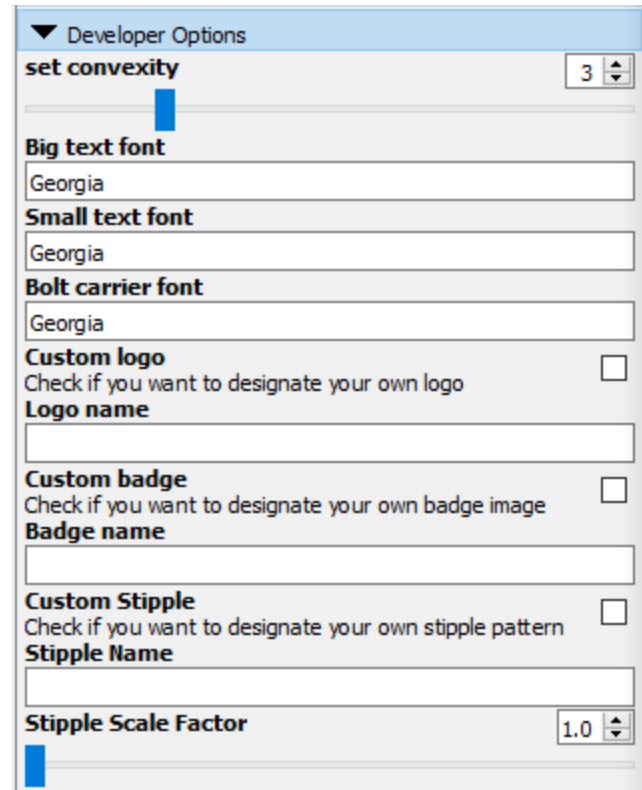 Developer Options
set convexity
3
Big text font
Georgia
Small text font
Georgia
Bolt carrier font
Georgia
Custom logo
Check if you want to designate your own logo
Logo name
Custom badge
Check if you want to designate your own badge image
Badge name
Custom Stipple
Check if you want to designate your own stipple pattern
Stipple Name
Stipple Scale Factor
1.0